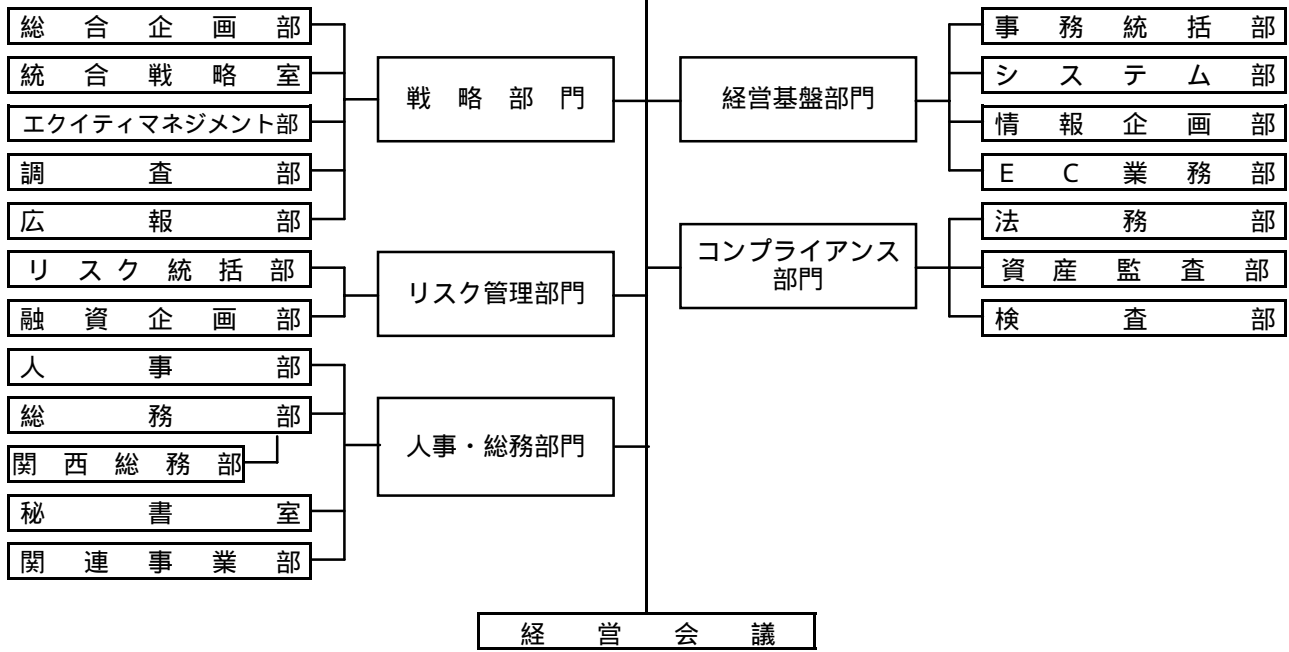 総合企画部
統合戦略室
エクイティマネジメント部
調査部
広報部
戦略部門
リスク統括部
融資企画部
リスク管理部門
人事部
総務部
関西総務部
秘書室
関連事業部
人事・総務部門
経営基盤部門
事務統括部
システム部
情報企画部
EC業務部
コンプライアンス
部門
法務部
資産監査部
検査部
経営会議